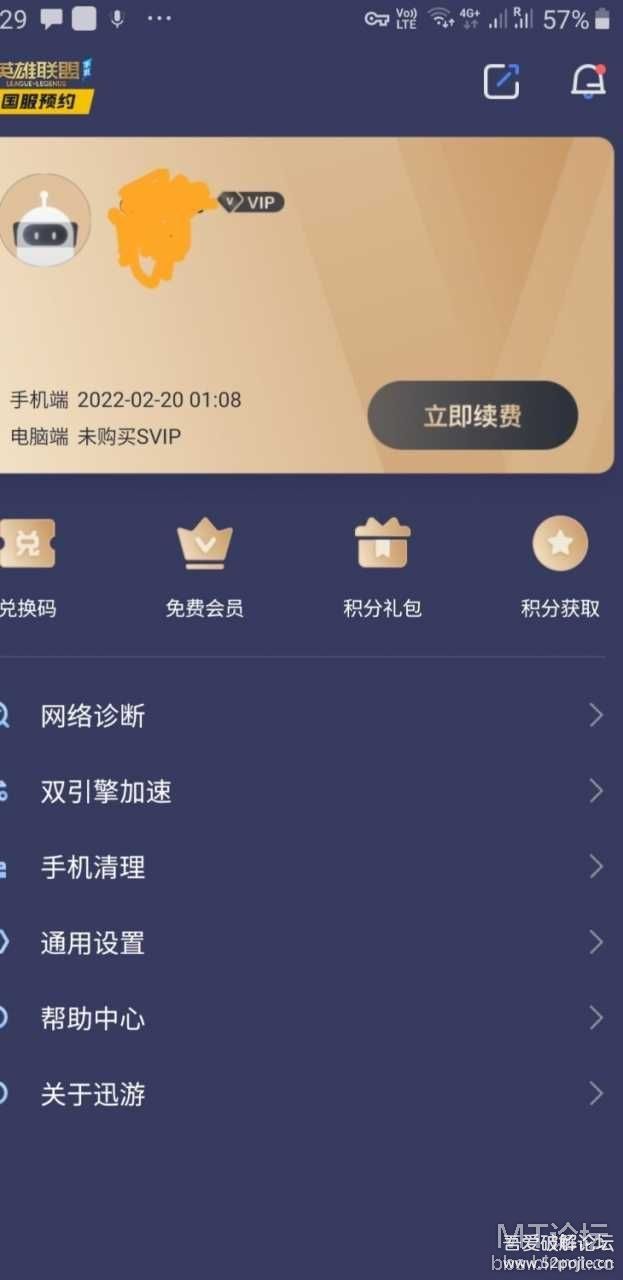 29
Vo))
LTE
4G+
R
57%
英雄联盟
LEAGUE OF LEGENDS
国服预约
VIP
手机端 2022-02-20 01:08
电脑端 未购买SVIP
立即续费
兑
兑换码
免费会员
积分礼包
积分获取
网络诊断
双引擎加速
手机清理
通用设置
帮助中心
关于迅游
MT论坛
吾爱破解论坛
www.52pojie.cn